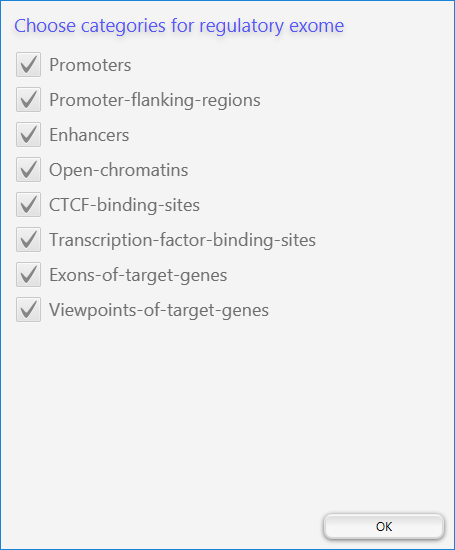 Choose categories for regulatory exome
Promoters
Promoter-flanking-regions
Enhancers
Open-chromatins
CTCF-binding-sites
Transcription-factor-binding-sites
Exons-of-target-genes
Viewpoints-of-target-genes
OK